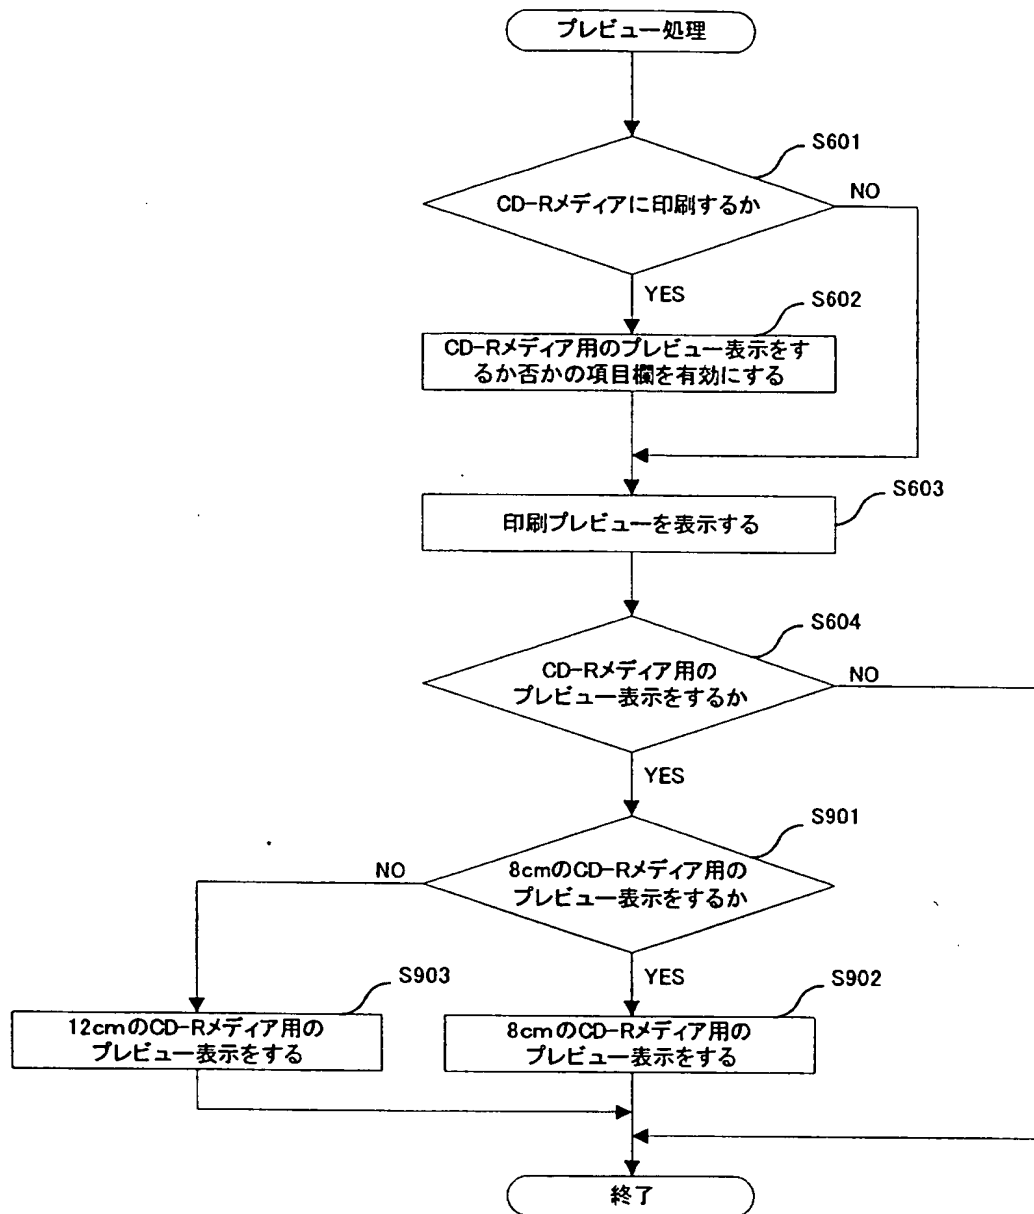 プレビュー処理
S601
CD-Rメディアに印刷するか
NO
YES
S602
CD-Rメディア用のプレビュー表示をす
るか否かの項目欄を有効にする
S603
印刷プレビューを表示する
S604
CD-Rメディア用の
プレビュー表示をするか
NO
YES
S901
8cmのCD-Rメディア用の
プレビュー表示をするか
NO
YES
S903
12cmのCD-Rメディア用の
プレビュー表示をする
S902
8cmのCD-Rメディア用の
プレビュー表示をする
終了